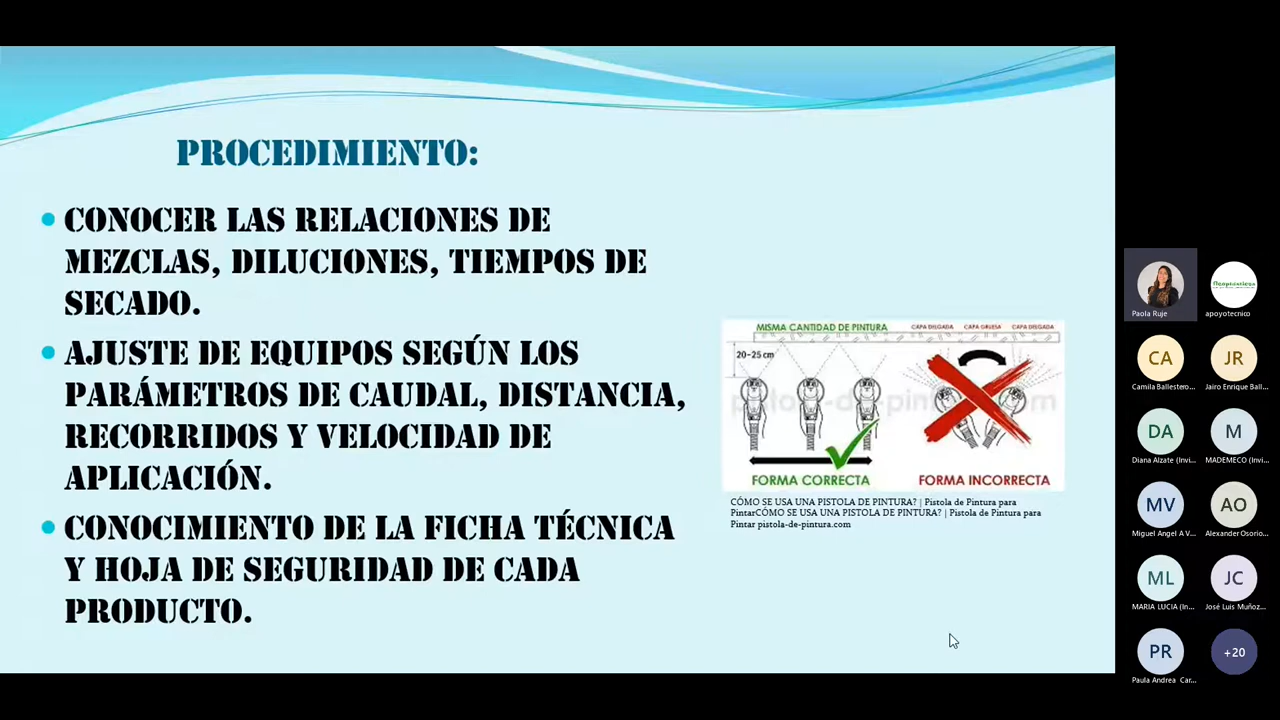 PROCEDIMIENTO:
CONOCER LAS RELACIONES DE
MEZCLAS, DILUCIONES, TIEMPOS DE
SECADO.
AJUSTE DE EQUIPOS SEGÚN LOS
PARÁMETROS DE CAUDAL, DISTANCIA,
RECORRIDOS Y VELOCIDAD DE
APLICACIÓN.
CONOCIMIENTO DE LA FICHA TÉCNICA
Y HOJA DE SEGURIDAD DE CADA
PRODUCTO.
MISMA CANTIDAD DE PINTURA
CAPA DELGADA CAPA GRUESA CAPA DELGADA
20-25 cm
FORMA CORRECTA
FORMA INCORRECTA
CÓMO SE USA UNA PISTOLA DE PINTURA? | Pistola de Pintura para
PintarCÓMO SE USA UNA PISTOLA DE PINTURA? | Pistola de Pintura para
Pintar pistola-de-pintura.com
Paola Ruje
apoyotecnico
CA
JR
Camila Ballestero...
Jairo Enrique Ball...
DA
M
Diana Alzate (Invi...
MADEMECO (Invi...
MV
AO
Miguel Angel A V...
Alexander Osorio...
ML
JC
MARIA LUCIA (In...
José Luis Muñoz...
PR
+20
Paula Andrea Car...